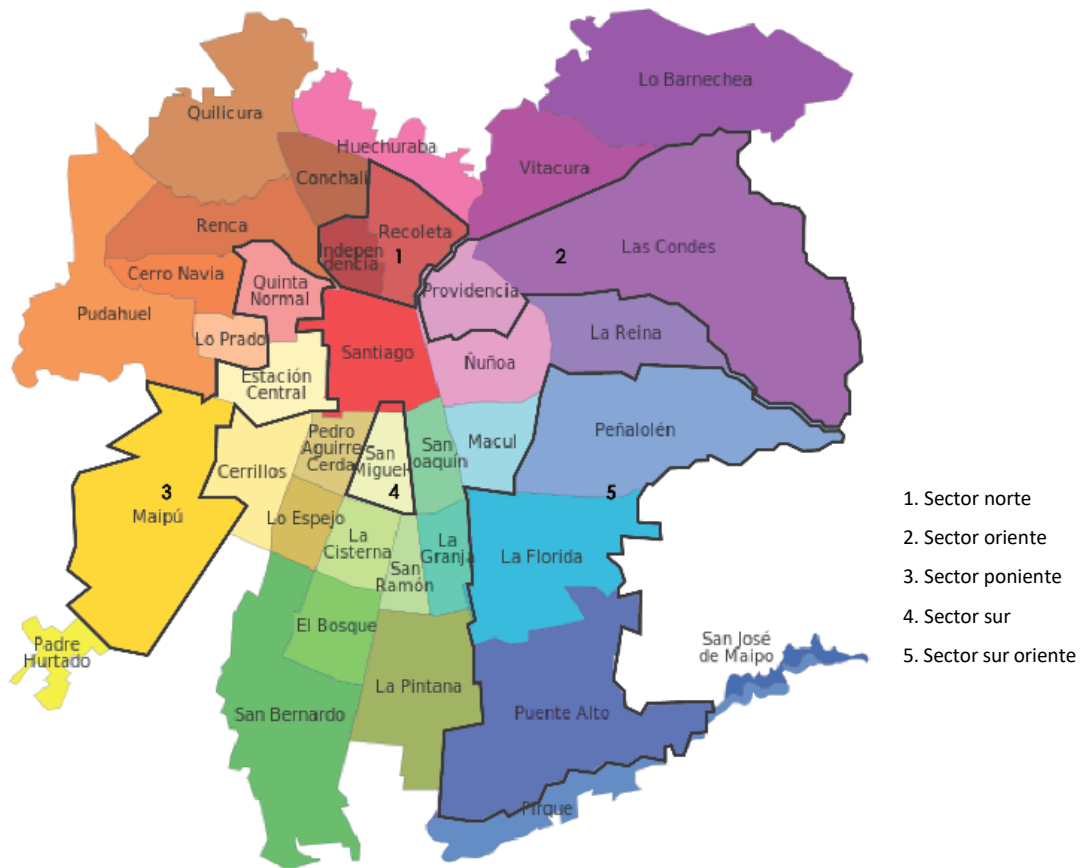 Lo Barnechea
Quilicura
Huechuraba
Vitacura
Conchalí
Renca
Recoleta
Las Condes
Indepen
dencia
1
2
Cerro Navia
Quinta
Normal
Providencia
Pudahuel
La Reina
Lo Prado
Santiago
Ñuñoa
Estación
Central
Pedro
Aguirre
Cerda
San
Miguel
San
Joaquín
Macul
Peñalolén
Cerrillos
3
4
5
Maipú
Lo Espejo
La
Cisterna
San
Ramón
La
Granja
La Florida
El Bosque
Padre
Hurtado
San José
de Maipo
La Pintana
San Bernardo
Puente Alto
Pirque
1. Sector norte
2. Sector oriente
3. Sector poniente
4. Sector sur
5. Sector sur oriente